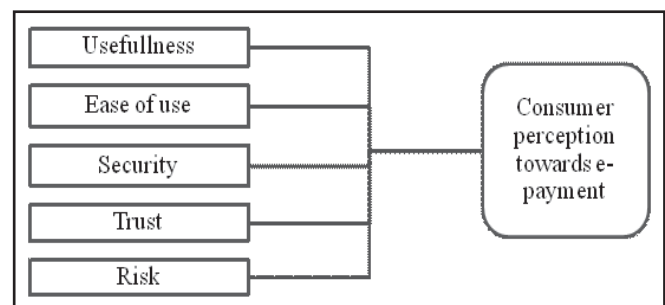 Usefullness
Ease of use
Security
Trust
Risk
Consumer
perception
towards e-
payment